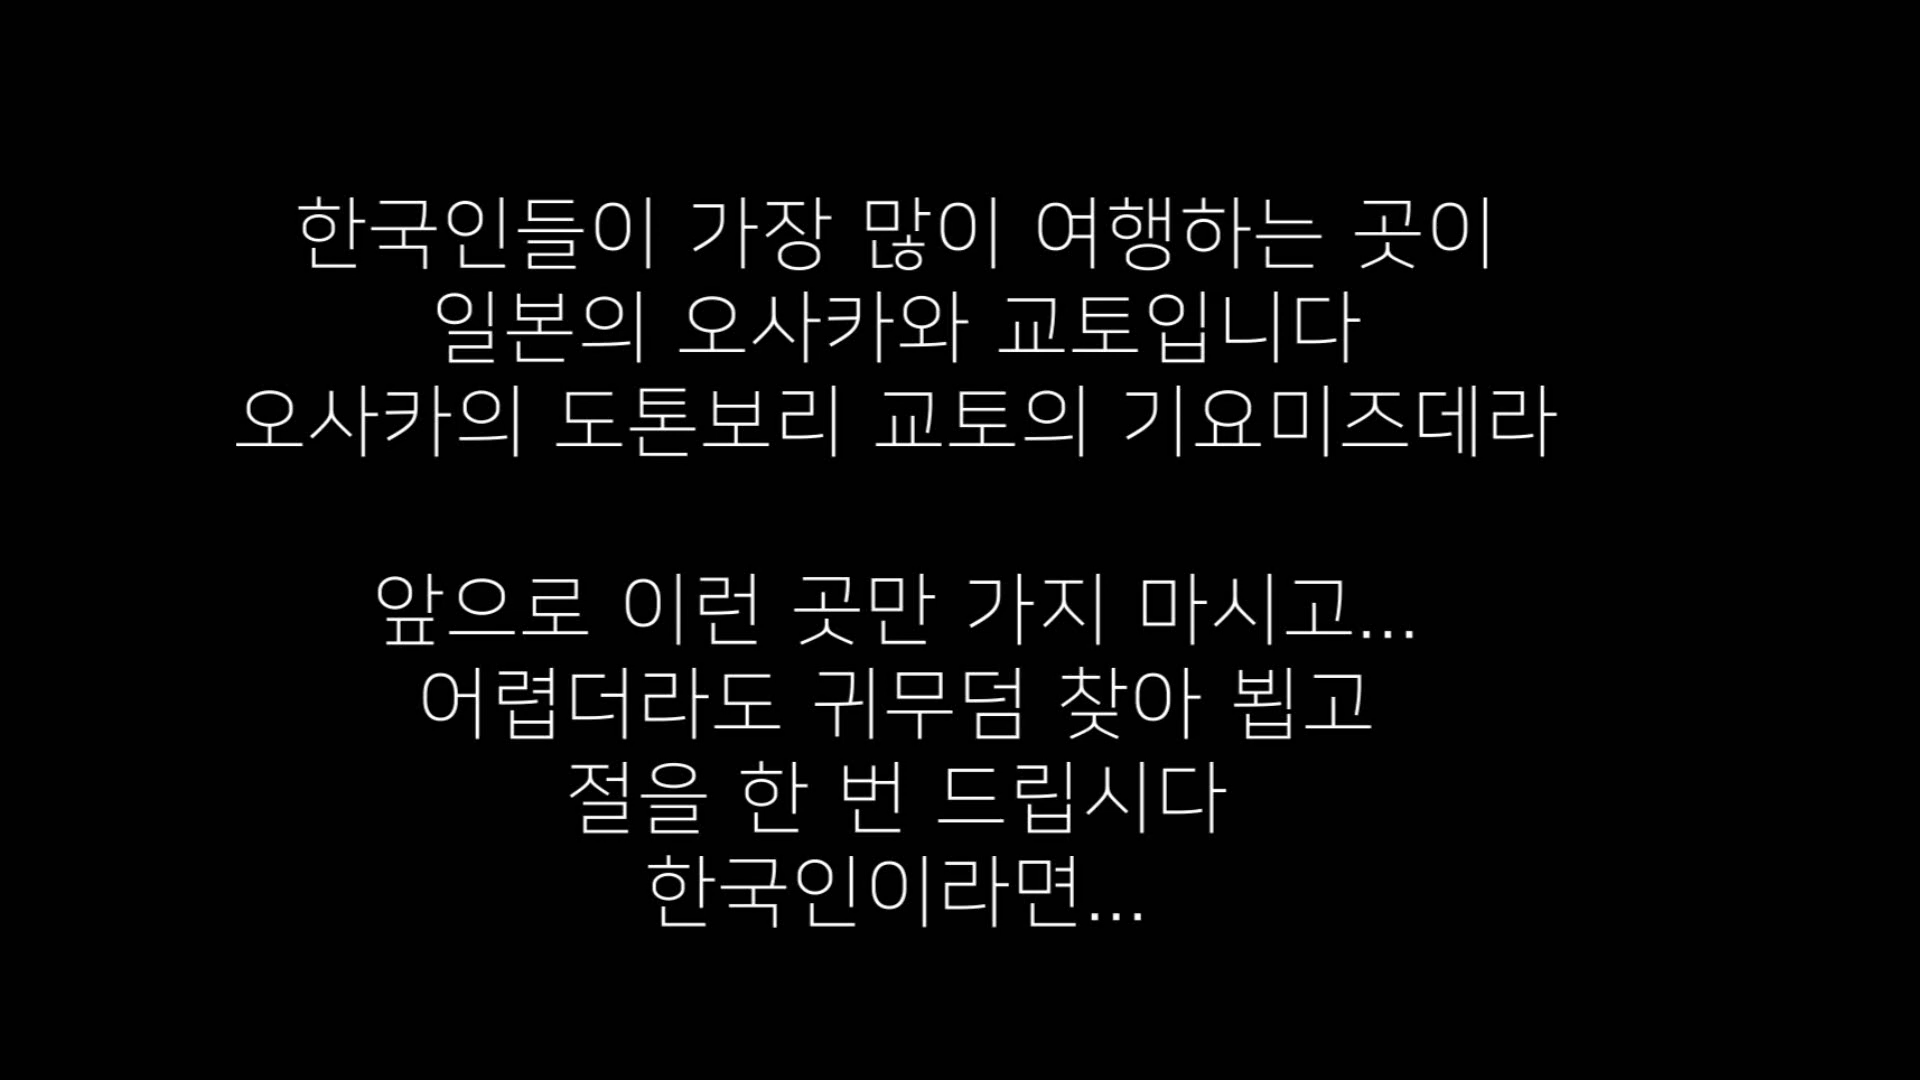 한국인들이 가장 많이 여행하는 곳이
일본의 오사카와 교토입니다
오사카의 도톤보리 교토의 기요미즈데라
앞으로 이런 곳만 가지 마시고...
어렵더라도 귀무덤 찾아 뵙고
절을 한 번 드립시다
한국인이라면...